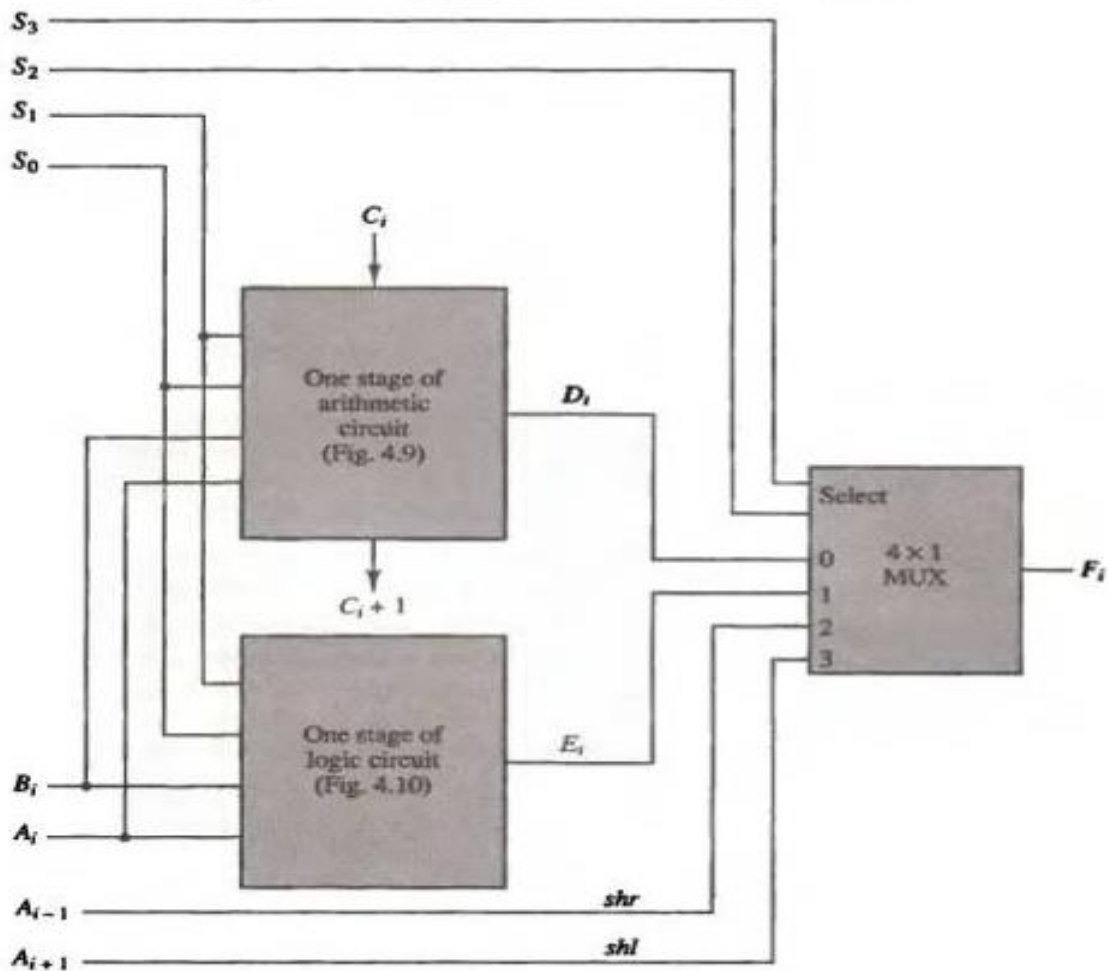 S₃
S₂
S₁
S₀
Cᵢ
One stage of
arithmetic
circuit
(Fig. 4.9)
Dᵢ
Select
4 × 1
MUX
0
1
2
3
Fᵢ
Cᵢ + 1
One stage of
logic circuit
(Fig. 4.10)
Eᵢ
Bᵢ
Aᵢ
Aᵢ₋₁
shr
Aᵢ₊₁
shl